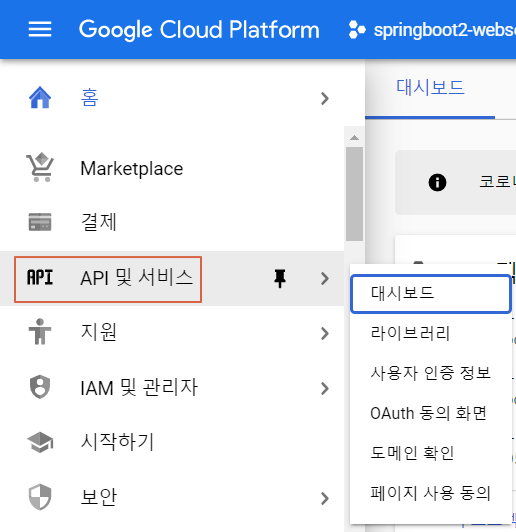 Google Cloud Platform
springboot2-webs
홈
대시보드
Marketplace
결제
API
API 및 서비스
대시보드
지원
라이브러리
사용자 인증 정보
IAM 및 관리자
OAuth 동의 화면
시작하기
도메인 확인
보안
페이지 사용 동의